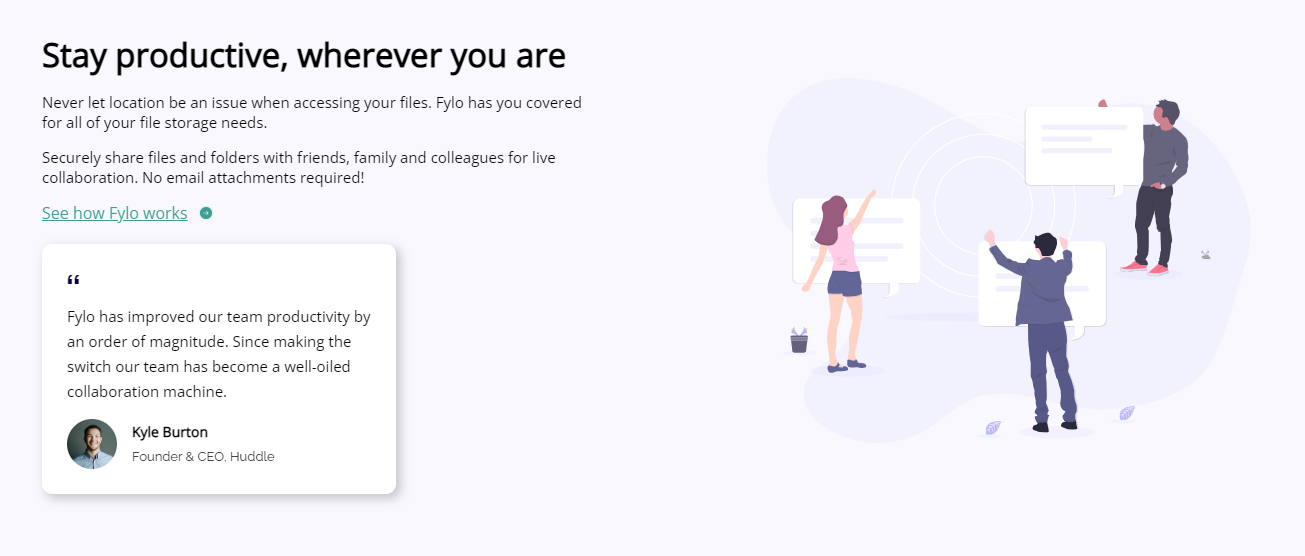 Stay productive, wherever you are
Never let location be an issue when accessing your files. Fylo has you covered
for all of your file storage needs.
Securely share files and folders with friends, family and colleagues for live
collaboration. No email attachments required!
See how Fylo works
“
Fylo has improved our team productivity by
an order of magnitude. Since making the
switch our team has become a well-oiled
collaboration machine.
Kyle Burton
Founder & CEO, Huddle